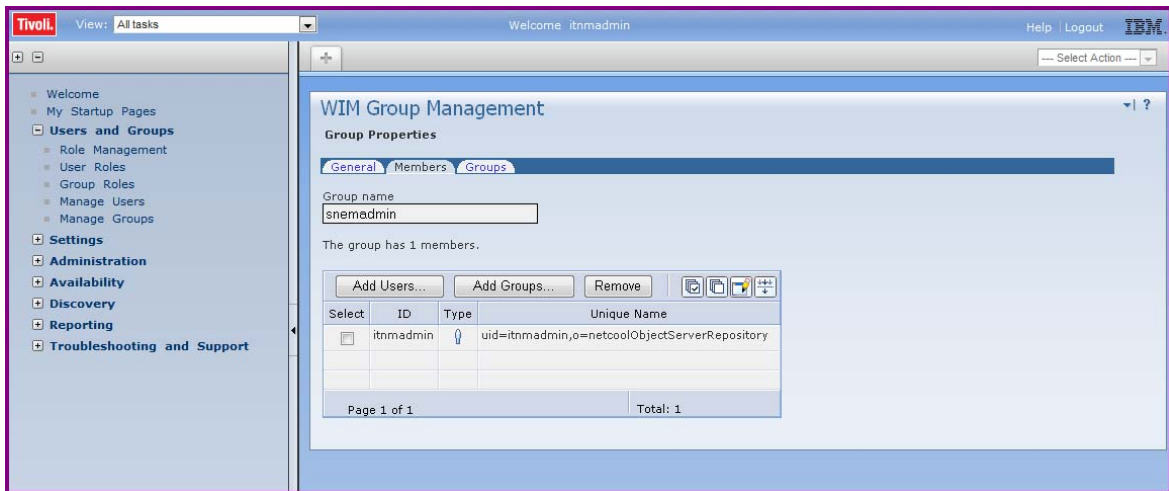 Tivoli. View: All tasks Welcome itnmadmin Help Logout IBM.
--- Select Action ---
Welcome
My Startup Pages
Users and Groups
Role Management
User Roles
Group Roles
Manage Users
Manage Groups
Settings
Administration
Availability
Discovery
Reporting
Troubleshooting and Support
WIM Group Management
?
Group Properties
General Members Groups
Group name
snemadmin
The group has 1 members.
Add Users... Add Groups... Remove
Select ID Type Unique Name
itnmadmin uid=itnmadmin,o=netcoolObjectServerRepository
Page 1 of 1 Total: 1